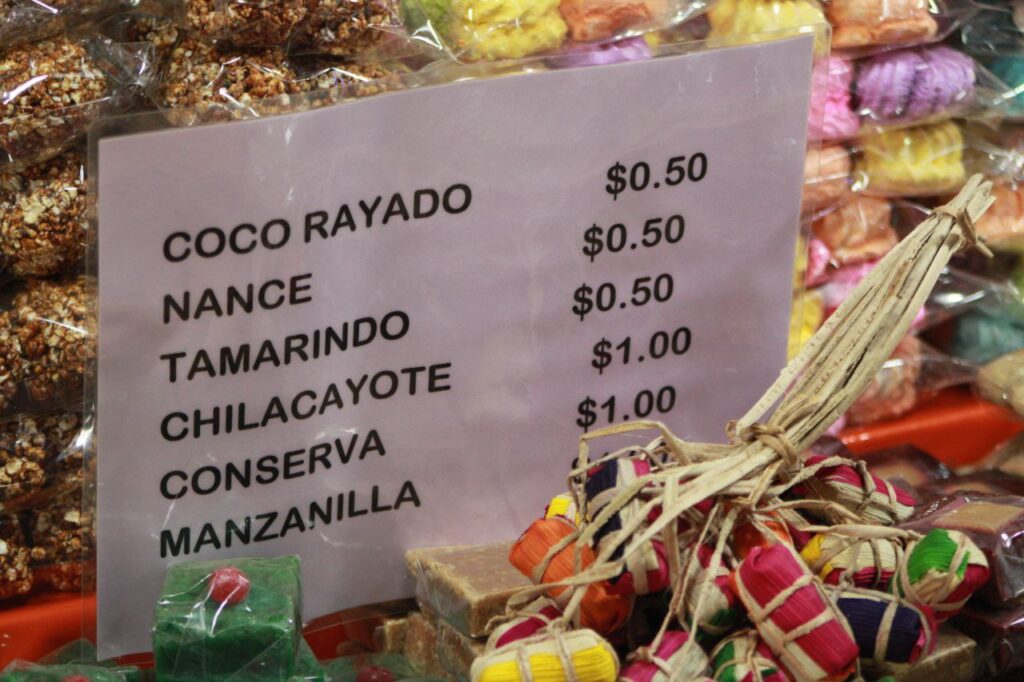 COCO RAYADO $0.50
NANCE $0.50
TAMARINDO $0.50
CHILACAYOTE $1.00
CONSERVA $1.00
MANZANILLA